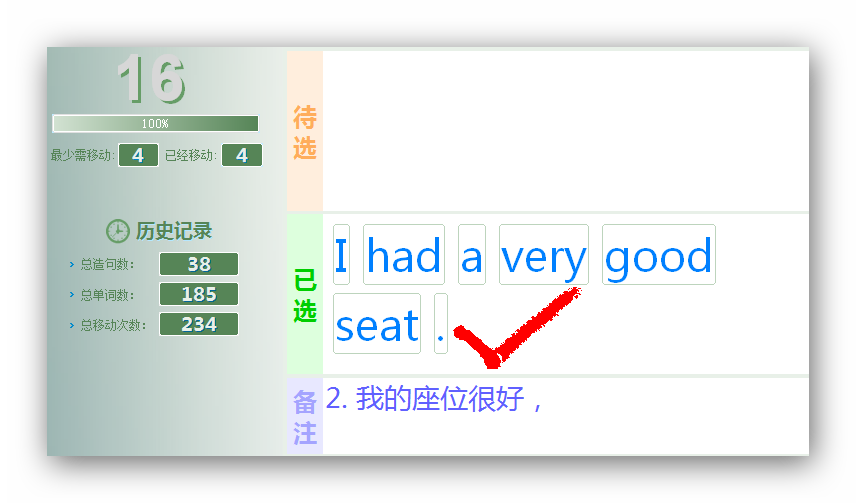 16
100%
最少需移动: 4 已经移动: 4
历史记录
总造句数: 38
总单词数: 185
总移动次数: 234
待选
已选
I had a very good
seat .
备注
2. 我的座位很好，